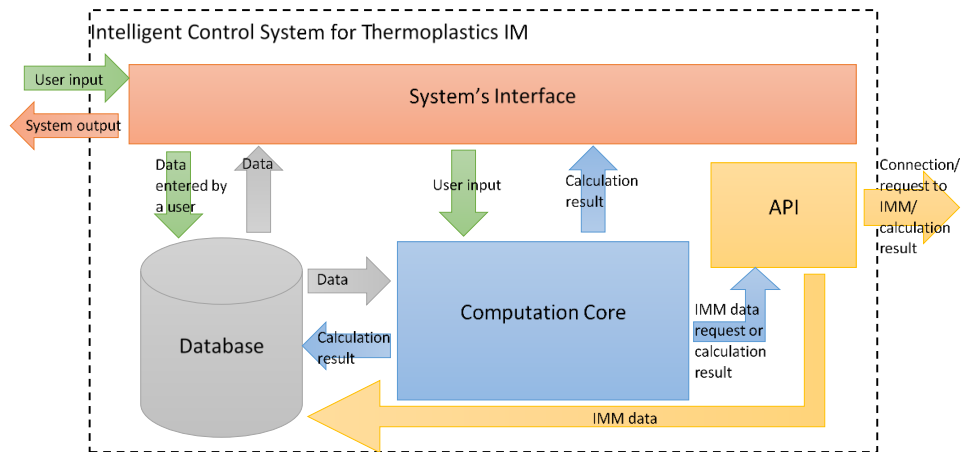 Intelligent Control System for Thermoplastics IM
User input
System's Interface
System output
Data
entered by
a user
Data
User input
Calculation
result
API
Connection/
request to
IMM/
calculation
result
Data
Computation Core
IMM data
request or
calculation
result
Database
Calculation
result
IMM data